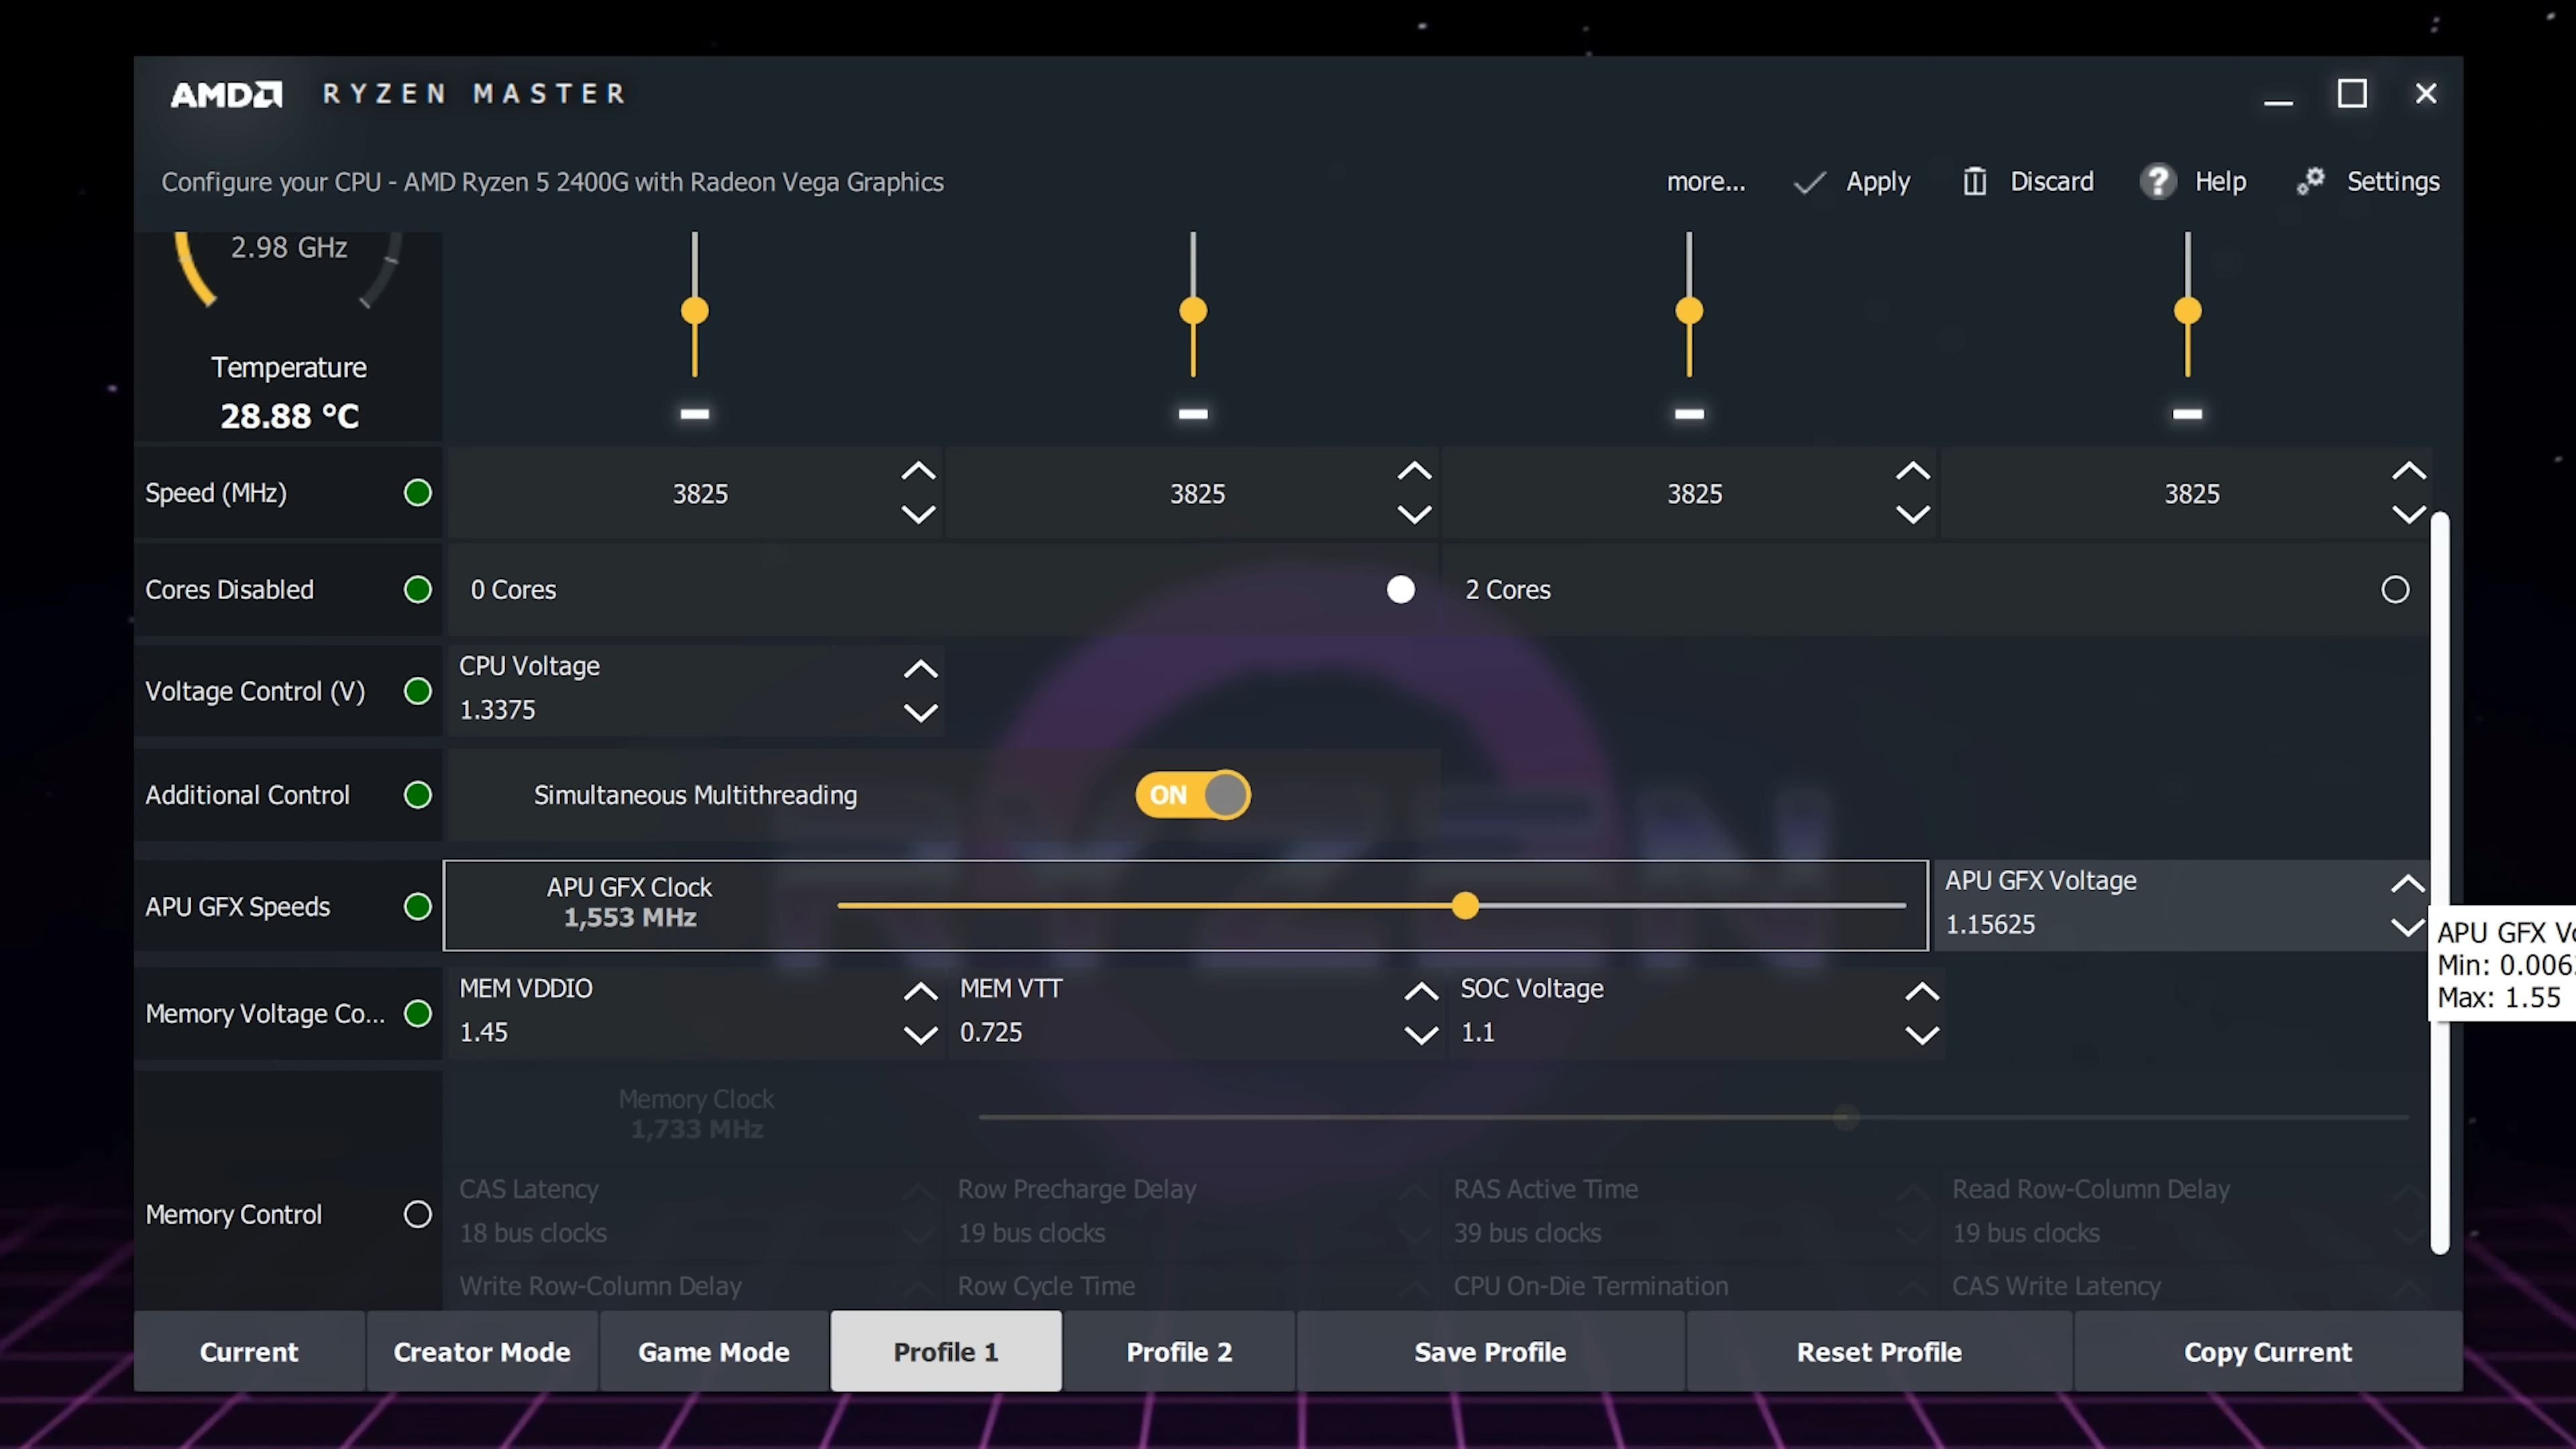 AMD RYZEN MASTER
Configure your CPU - AMD Ryzen 5 2400G with Radeon Vega Graphics
more... Apply Discard ? Help Settings
2.98 GHz
Temperature
28.88 °C
Speed (MHz) 3825 3825 3825 3825
Cores Disabled 0 Cores 2 Cores
Voltage Control (V) CPU Voltage
1.3375
Additional Control Simultaneous Multithreading ON
APU GFX Speeds APU GFX Clock
1,553 MHz
APU GFX Voltage
1.15625
APU GFX Vo
Min: 0.006
Max: 1.55
Memory Voltage Co... MEM VDDIO MEM VTT SOC Voltage
1.45 0.725 1.1
Memory Clock
1,733 MHz
Memory Control
CAS Latency Row Precharge Delay RAS Active Time Read Row-Column Delay
18 bus clocks 19 bus clocks 39 bus clocks 19 bus clocks
Write Row-Column Delay Row Cycle Time CPU On-Die Termination CAS Write Latency
RYZEN
Current Creator Mode Game Mode Profile 1 Profile 2 Save Profile Reset Profile Copy Current